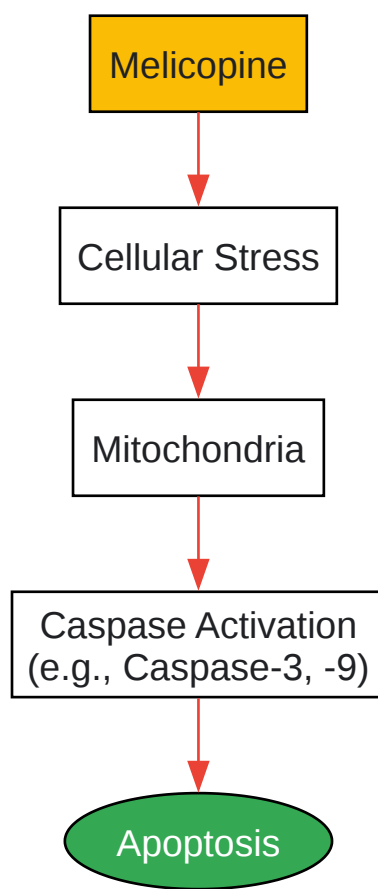 Melicopine
Cellular Stress
Mitochondria
Caspase Activation
(e.g., Caspase-3, -9)
Apoptosis